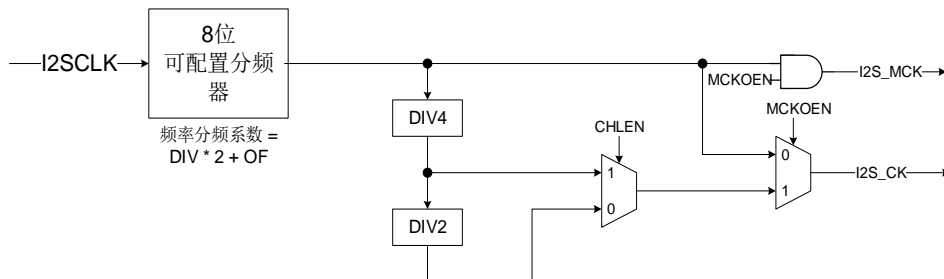 I2SCLK
8位
可配置分频
器
频率分频系数 =
DIV * 2 + OF
MCKOEN
I2S_MCK
DIV4
CHLEN
MCKOEN
1
0
0
1
I2S_CK
DIV2